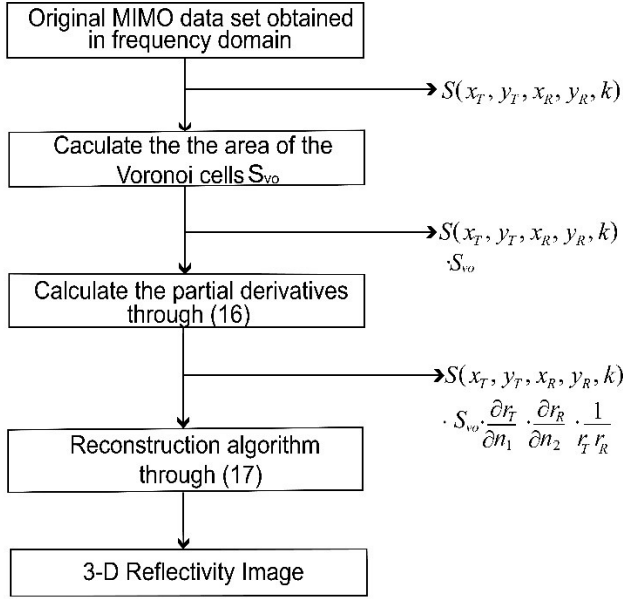 Original MIMO data set obtained
in frequency domain
S(x_T, y_T, x_R, y_R, k)
Caculate the the area of the
Voronoi cells S_vo
S(x_T, y_T, x_R, y_R, k)
·S_vo
Calculate the partial derivatives
through (16)
S(x_T, y_T, x_R, y_R, k)
· S_vo · ∂r_T/∂n_1 · ∂r_R/∂n_2 · 1/r_T r_R
Reconstruction algorithm
through (17)
3-D Reflectivity Image